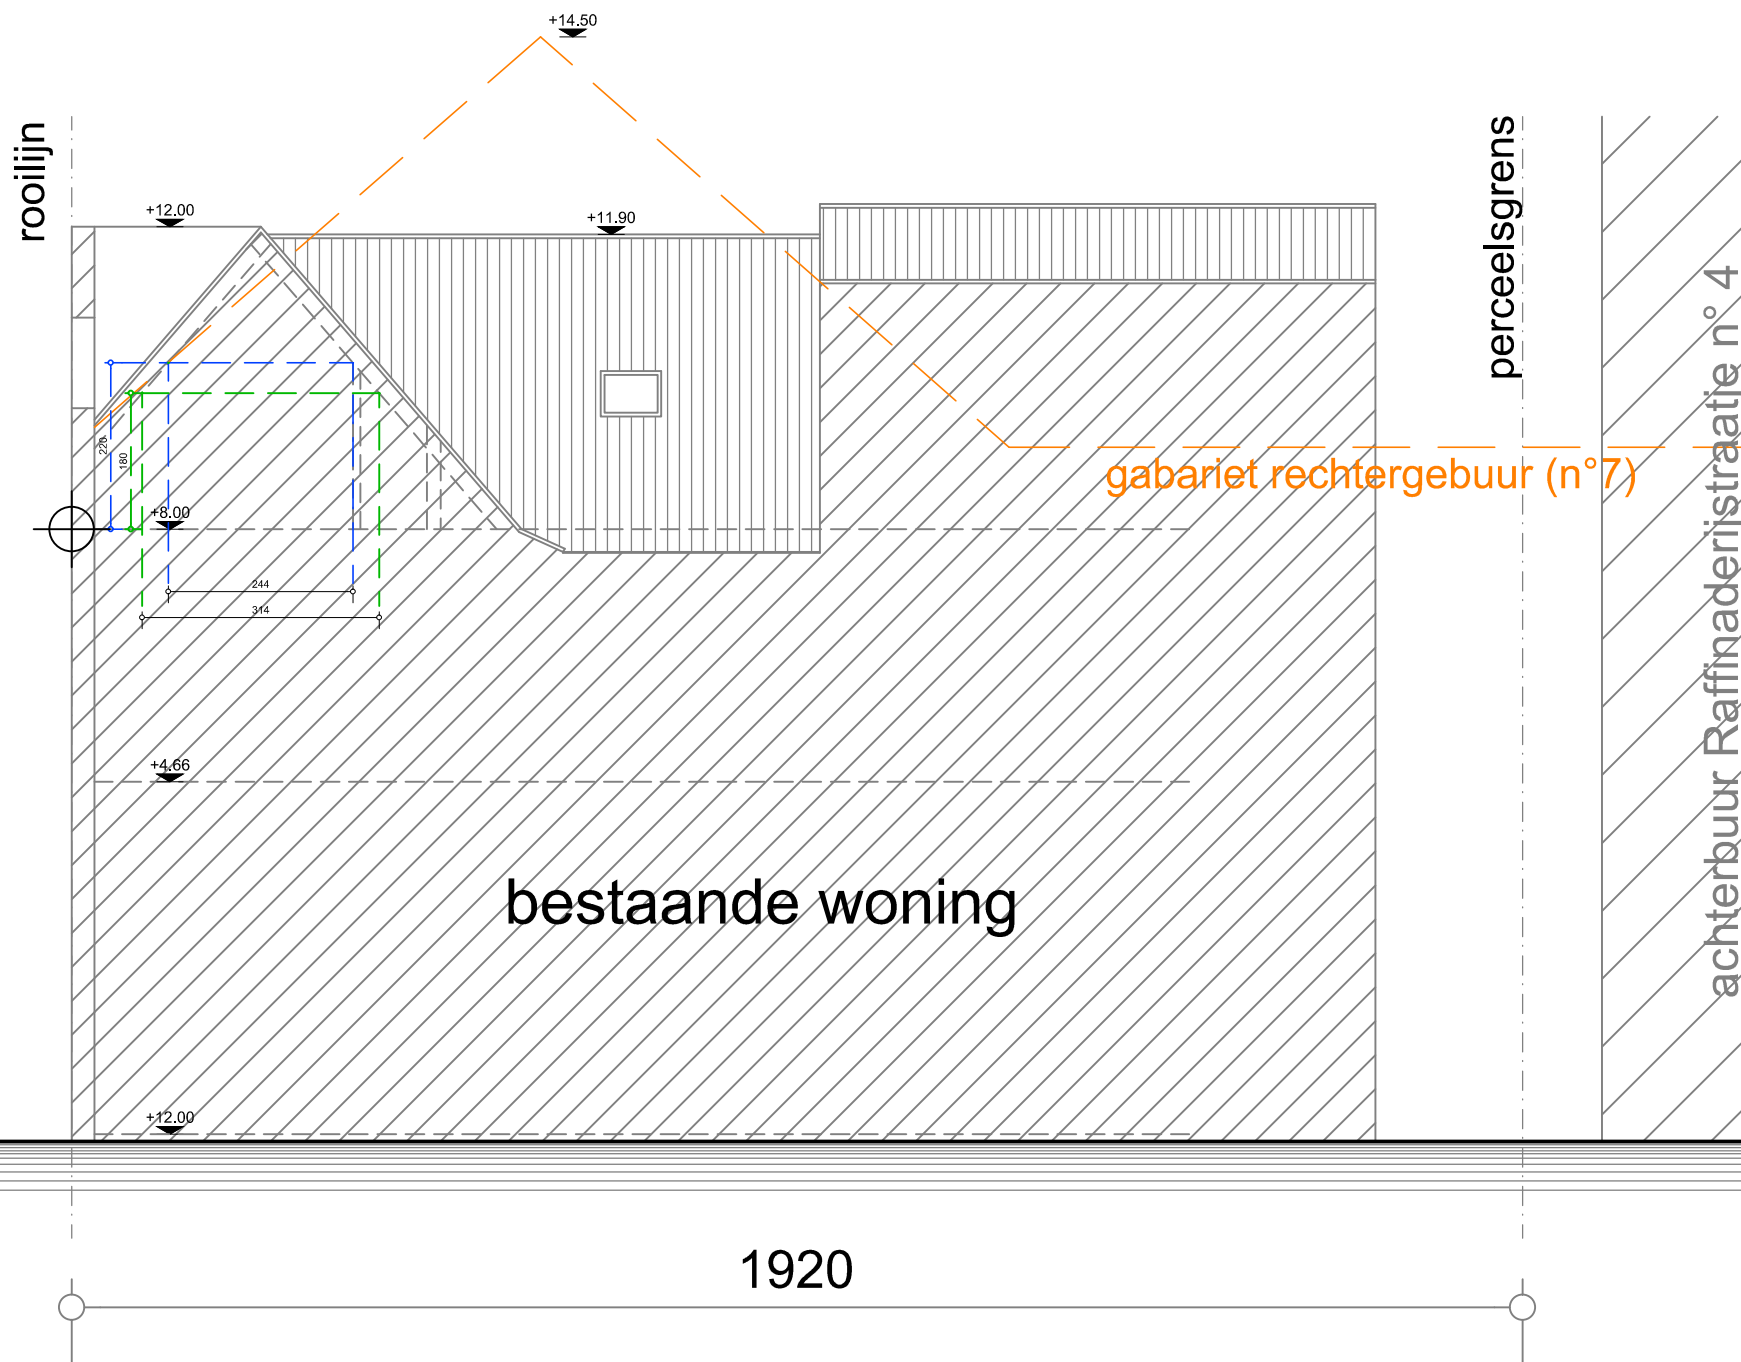 +14.50
rooilijn
perceelsgrens
+12.00
+11.90
achterbuur Raffinaderijstraatje n° 4
gabariet rechtergebuur (n°7)
220
180
+8.00
244
314
+4.66
bestaande woning
+12.00
1920